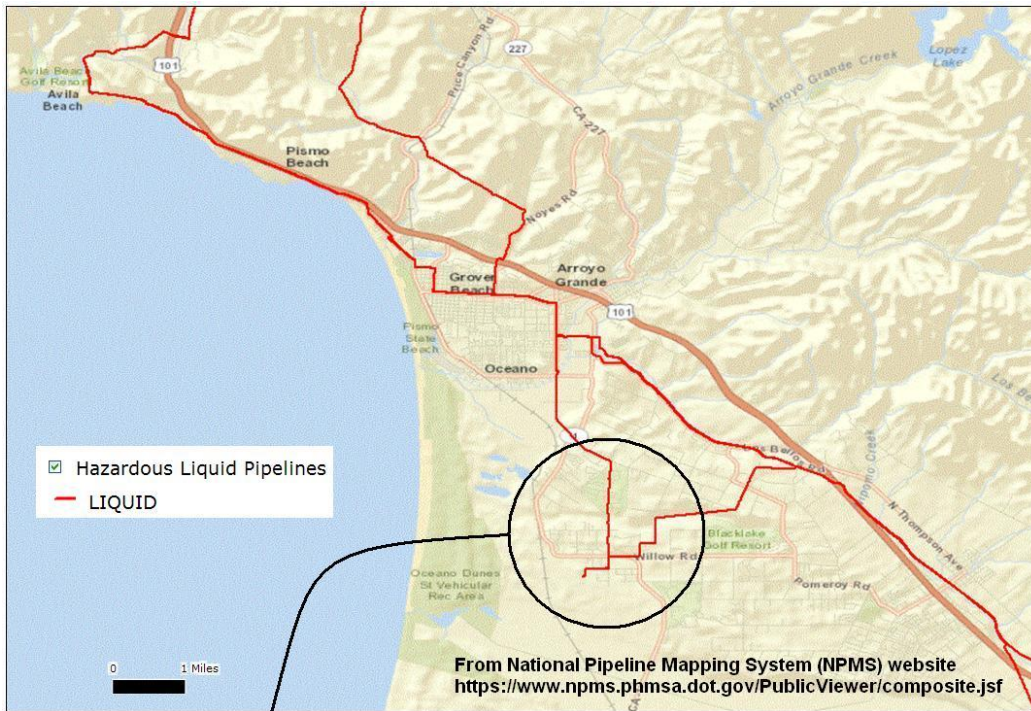 227
Price Canyon Rd
Lopez
Lake
101
Avila Beach
Golf Resort
Avila
Beach
Arroyo Grande Creek
CA-227
Pismo
Beach
Noyes Rd
Grover
Beach
Arroyo
Grande
101
Pismo
State
Beach
Oceano
1
Los Berros Rd
Nipomo Creek
N Thompson Ave
Hazardous Liquid Pipelines
LIQUID
Blacklake
Golf Resort
Willow Rd
Pomeroy Rd
Oceano Dunes
St Vehicular
Rec Area
0 1 Miles
From National Pipeline Mapping System (NPMS) website
https://www.npms.phmsa.dot.gov/PublicViewer/composite.jsf